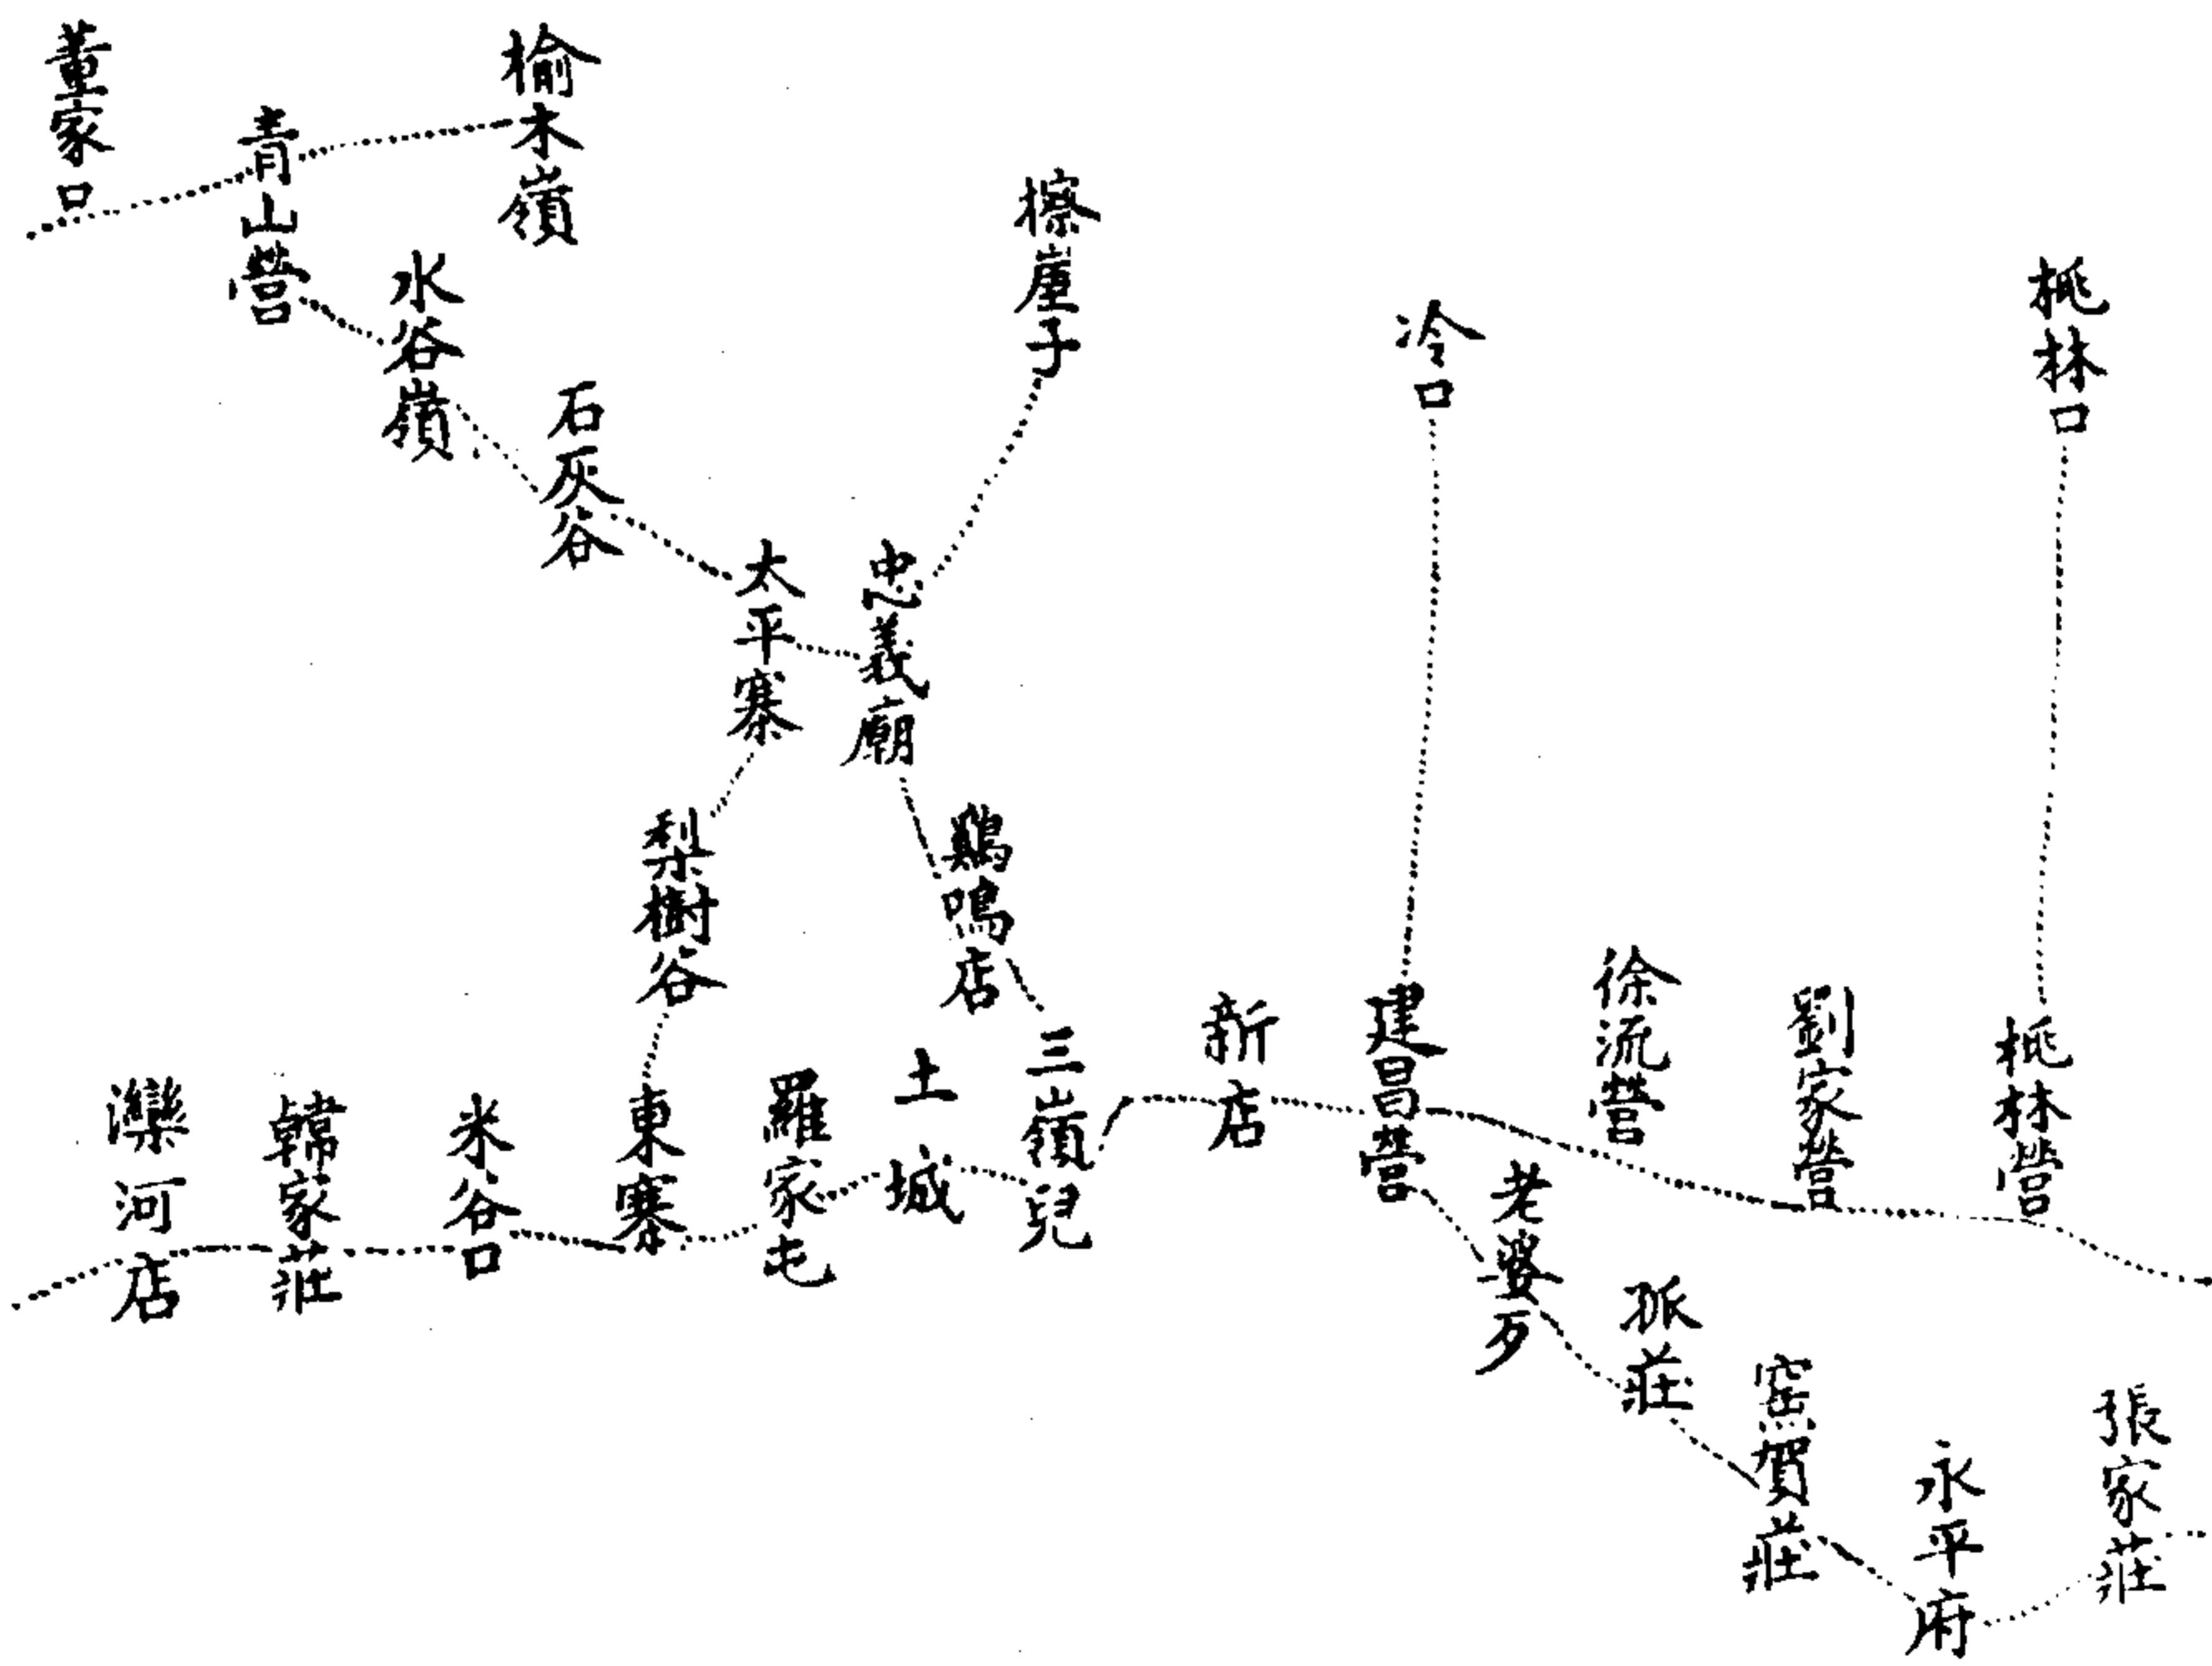 桃林口
冷口
擦崖子
榆木嶺
董家口
青山營
水谷嶺
石灰谷
太平寨
忠義廟
梨樹谷
鷄鳴店
桃林營
劉家營
徐流營
建昌營
新店
三嶺兒
土城
羅家屯
東寨
米谷口
韓家莊
灤河店
老婆歹
孤莊
窯賀莊
永平府
張家莊